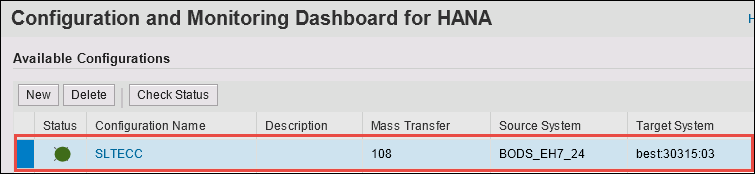 Configuration and Monitoring Dashboard for HANA
H
Available Configurations
New Delete Check Status
Status Configuration Name Description Mass Transfer Source System Target System
SLTECC 108 BODS_EH7_24 best:30315:03